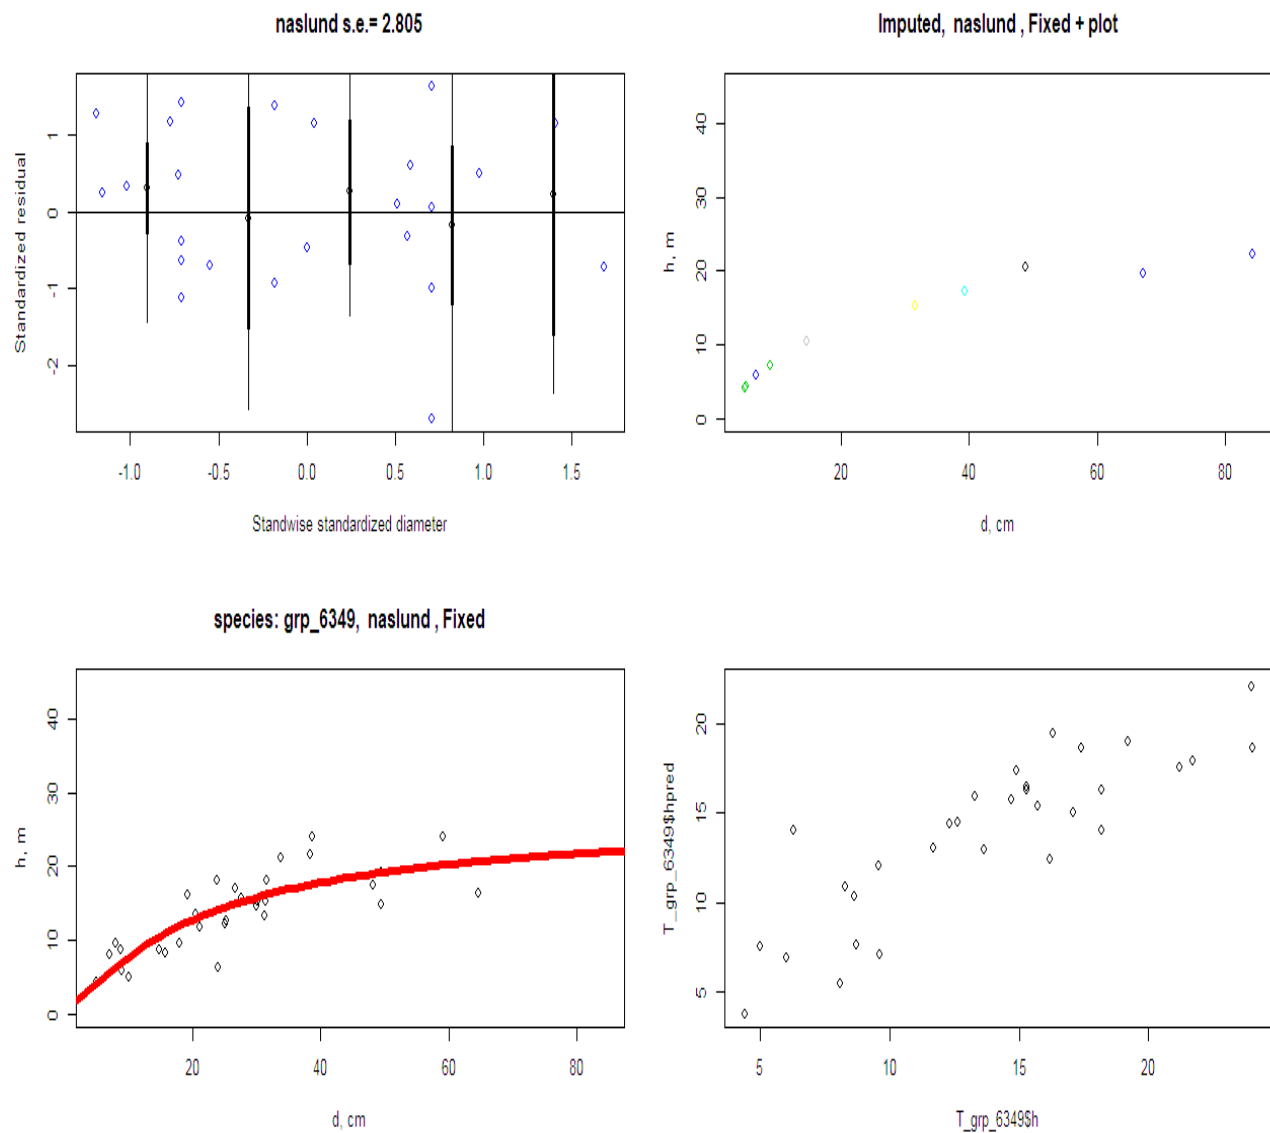 naslund s.e.= 2.805
Standardized residual
1
0
-1
-2
-1.0 -0.5 0.0 0.5 1.0 1.5
Standwise standardized diameter
Imputed, naslund , Fixed + plot
h, m
40
30
20
10
0
20 40 60 80
d, cm
species: grp_6349, naslund , Fixed
h, m
40
30
20
10
0
20 40 60 80
d, cm
T_grp_6349$hpred
20
15
10
5
5 10 15 20
T_grp_6349$h